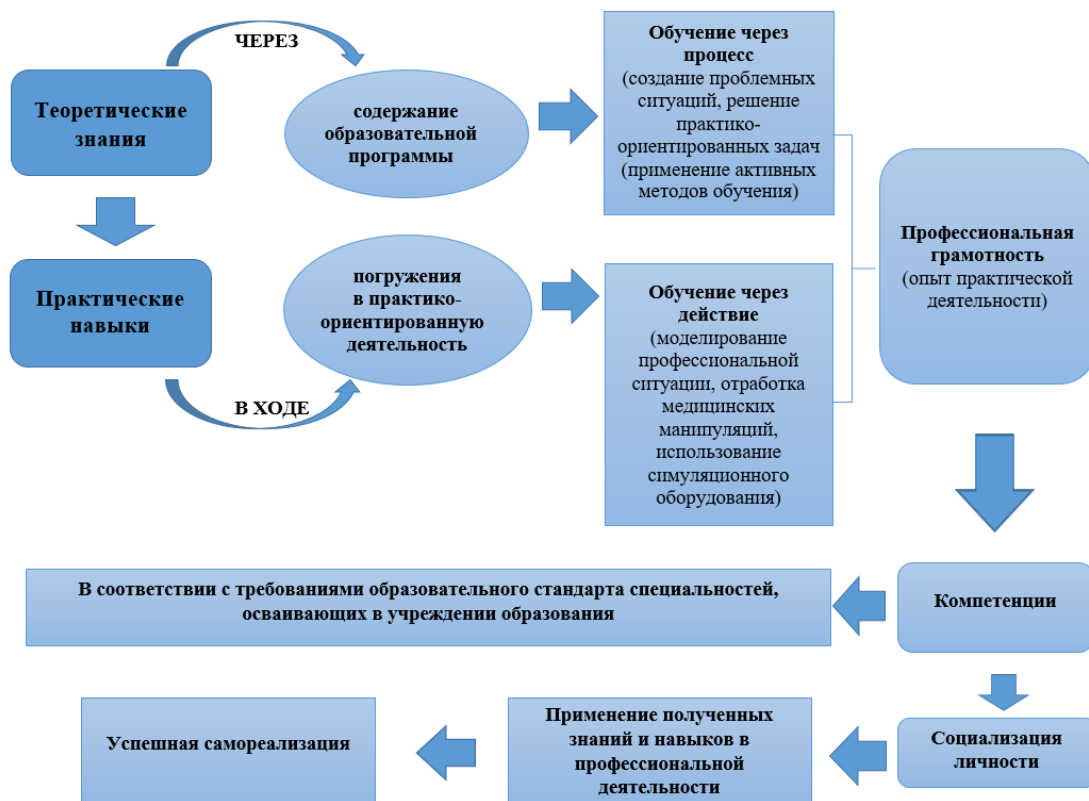 ЧЕРЕЗ
Теоретические
знания
содержание
образовательной
программы
Обучение через
процесс
(создание проблемных
ситуаций, решение
практико-
ориентированных задач
(применение активных
методов обучения)
Профессиональная
грамотность
(опыт практической
деятельности)
Практические
навыки
погружения
в практико-
ориентированную
деятельность
Обучение через
действие
(моделирование
профессиональной
ситуации, отработка
медицинских
манипуляций,
использование
симуляционного
оборудования)
В ХОДЕ
В соответствии с требованиями образовательного стандарта специальностей,
осваивающих в учреждении образования
Компетенции
Успешная самореализация
Применение полученных
знаний и навыков в
профессиональной
деятельности
Социализация
личности